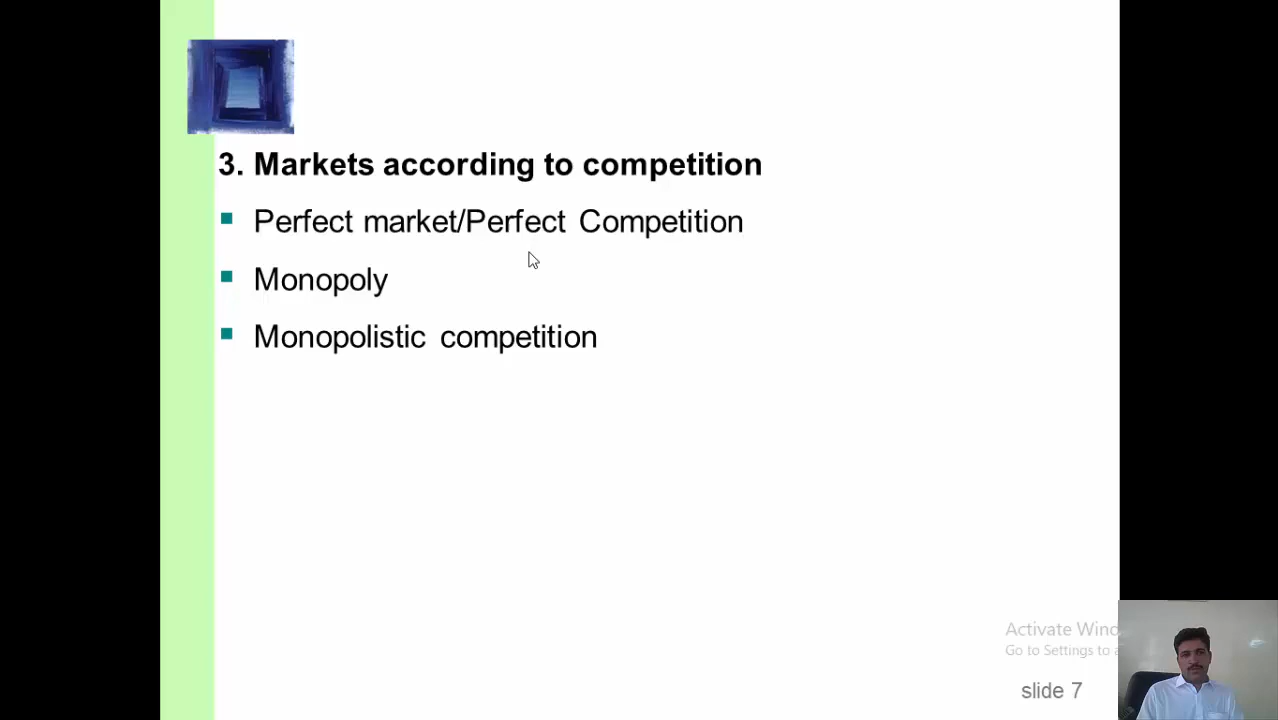 3. Markets according to competition
Perfect market/Perfect Competition
Monopoly
Monopolistic competition
Activate Wind
Go to Settings to a
slide 7